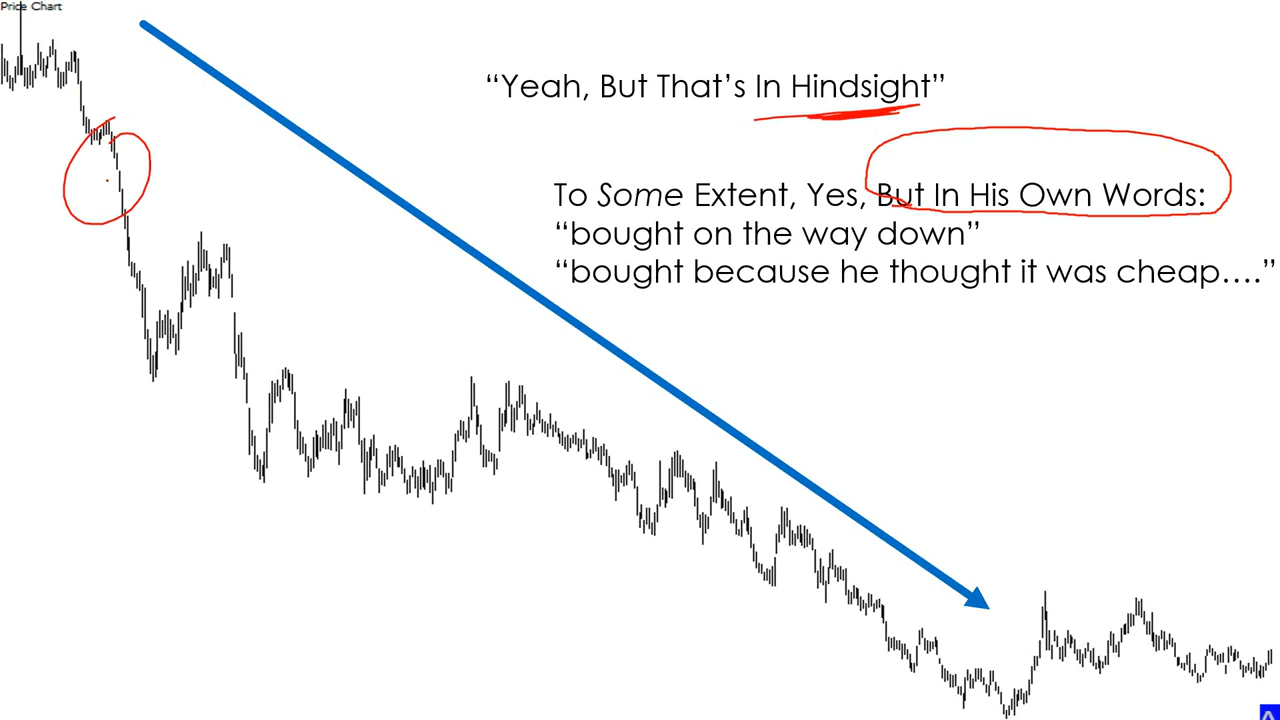 Price Chart
“Yeah, But That’s In Hindsight”
To Some Extent, Yes, But In His Own Words:
“bought on the way down”
“bought because he thought it was cheap....”
A